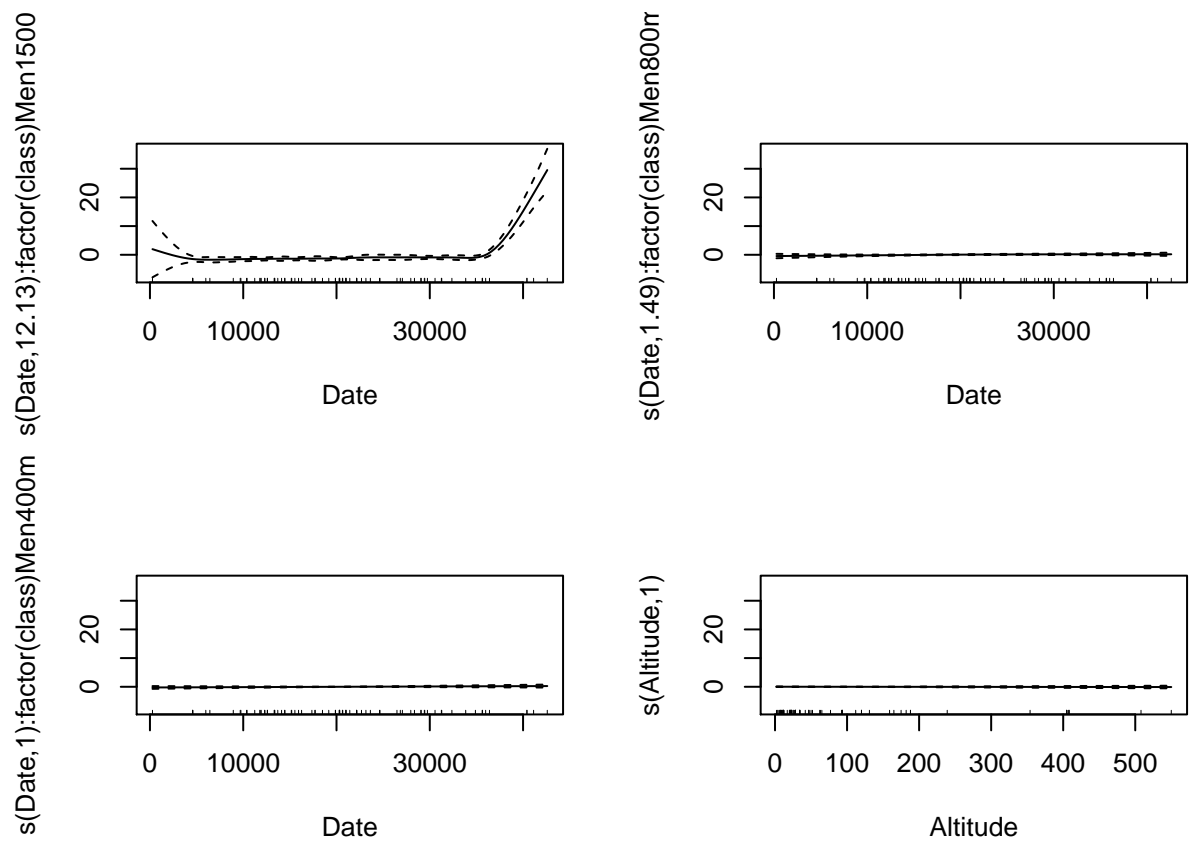 s(Date,12.13):factor(class)Men1500
20
0
0 10000 30000
Date
s(Date,1.49):factor(class)Men800m
20
0
0 10000 30000
Date
s(Date,1):factor(class)Men400m
20
0
0 10000 30000
Date
s(Altitude,1)
20
0
0 100 200 300 400 500
Altitude